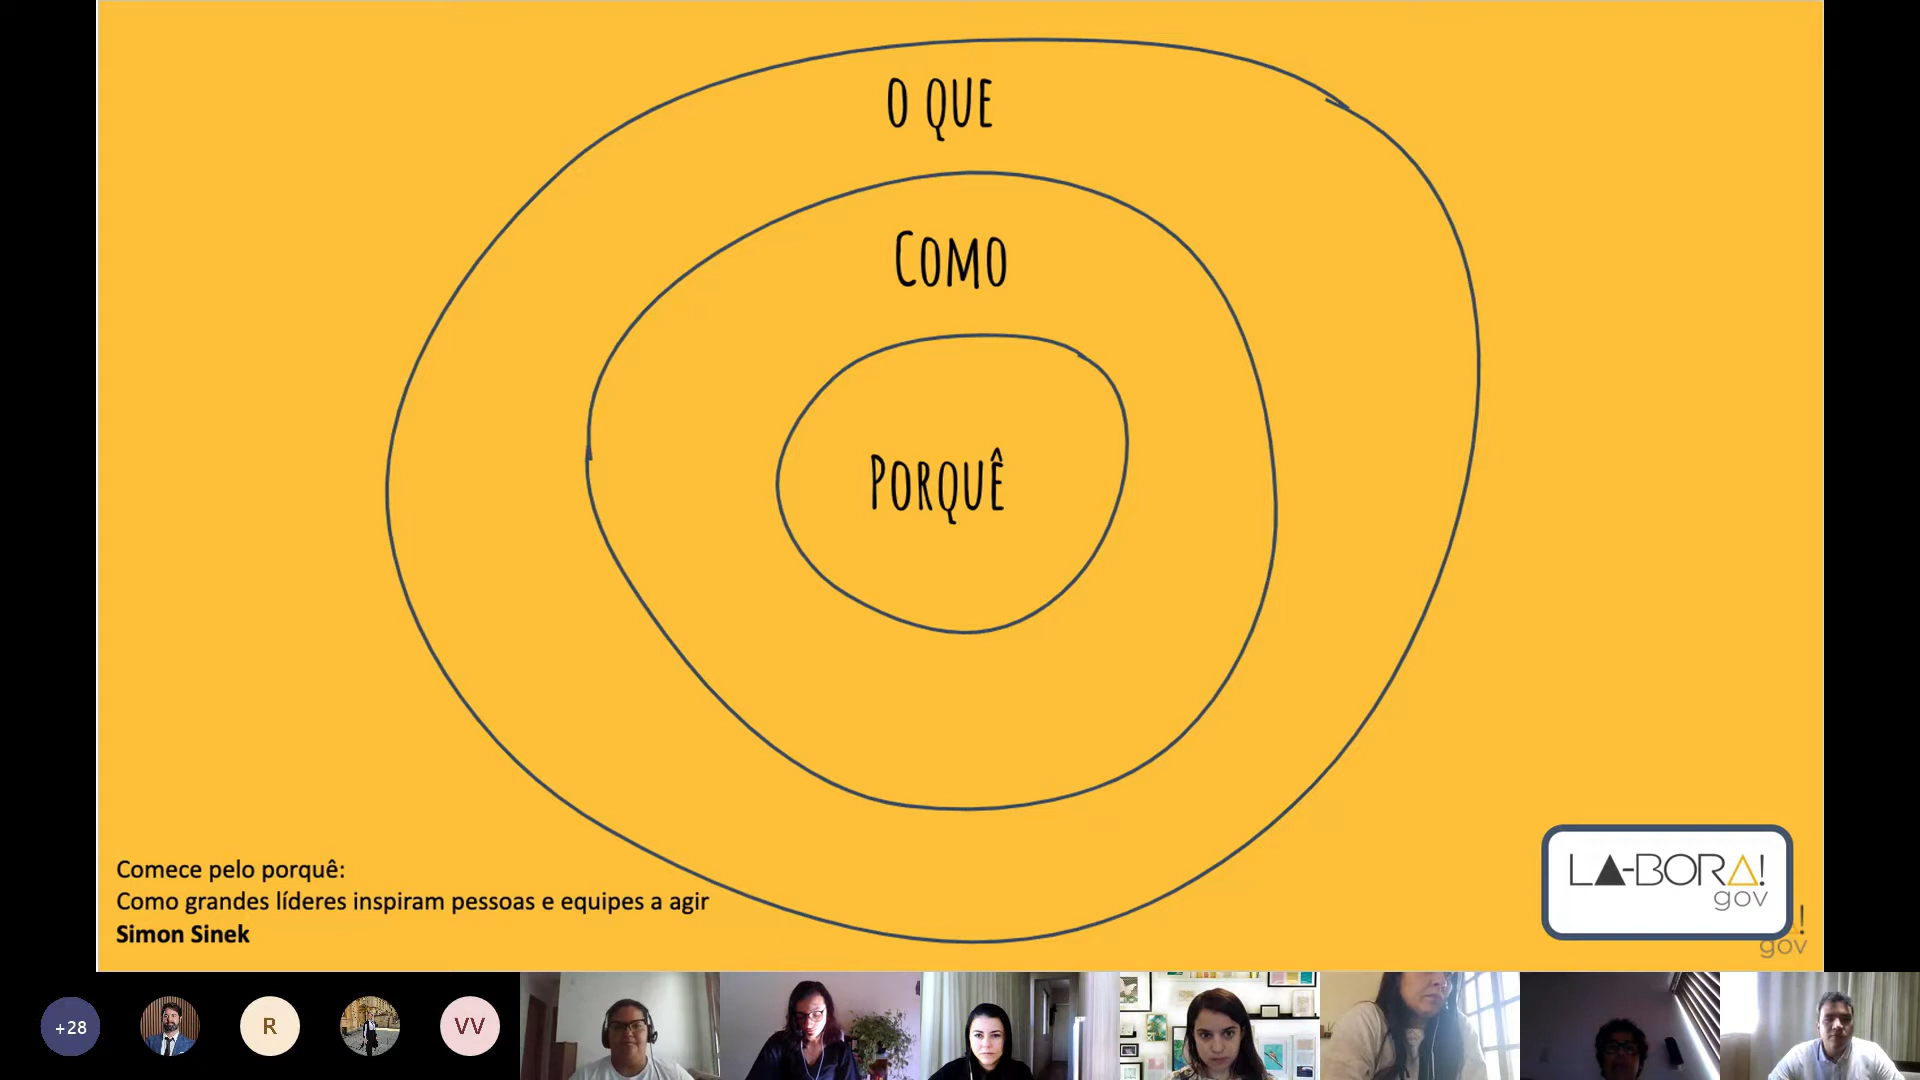 O QUE
COMO
PORQUÊ
Comece pelo porquê:
Como grandes líderes inspiram pessoas e equipes a agir
Simon Sinek
LA-BORA!
gov
!
gov
+28
R
VV